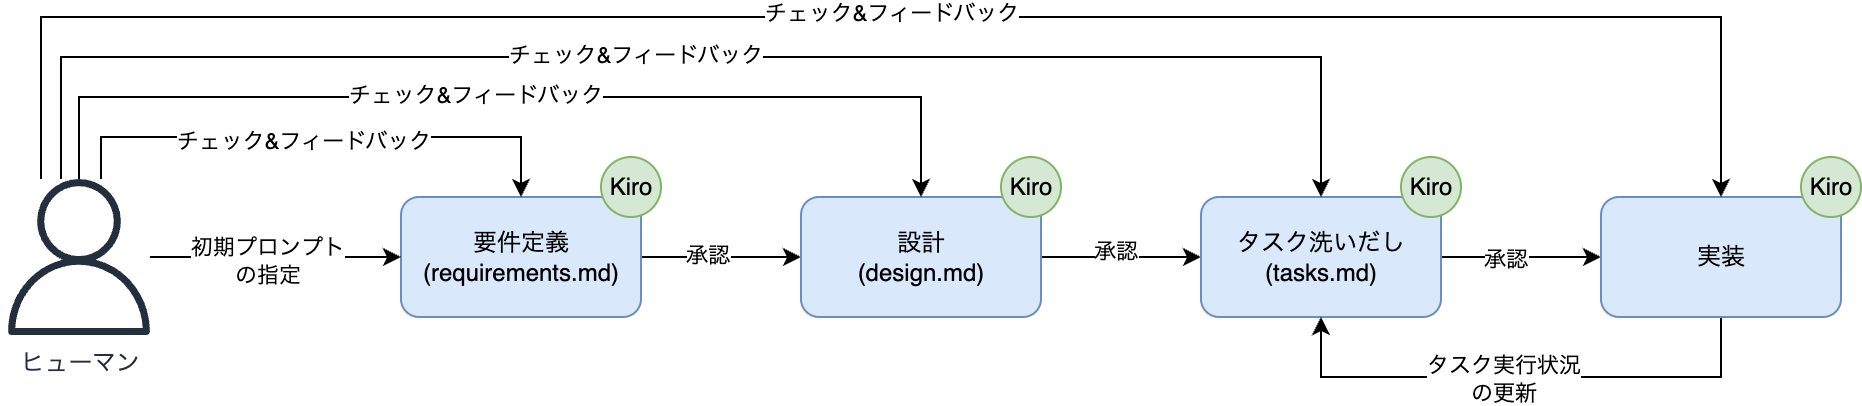 チェック&フィードバック
チェック&フィードバック
チェック&フィードバック
チェック&フィードバック
Kiro
Kiro
Kiro
Kiro
初期プロンプト
の指定
要件定義
(requirements.md)
承認
設計
(design.md)
承認
タスク洗いだし
(tasks.md)
承認
実装
ヒューマン
タスク実行状況
の更新